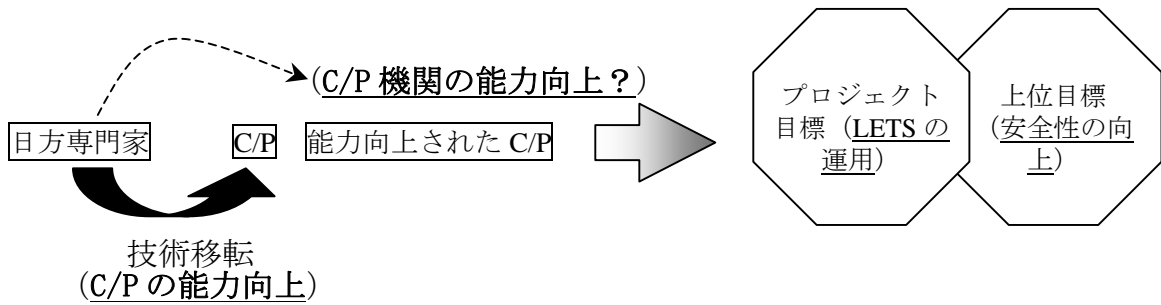 (C/P 機関の能力向上？)
日方専門家
C/P
能力向上された C/P
技術移転
(C/P の能力向上)
プロジェクト
目標（LETS の
運用）
上位目標
（安全性の向
上）